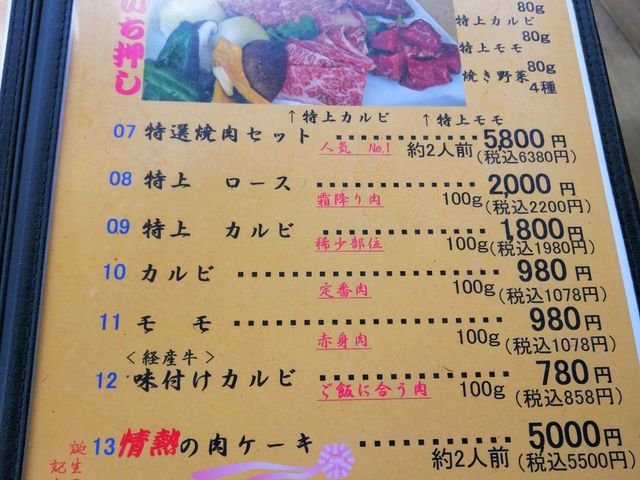 のち押し
80g
特上カルビ
80g
特上モモ
80g
焼き野菜
4種
↑特上カルビ ↑特上モモ
07 特選焼肉セット 5,800円
人気 No.1 約2人前 (税込6380円)
08 特上 ロース 2,000円
霜降り肉 100g (税込2200円)
09 特上 カルビ 1800円
稀少部位 100g (税込1980円)
10 カルビ 980円
定番肉 100g (税込1078円)
11 モモ 980円
赤身肉 100g (税込1078円)
<経産牛>
12 味付けカルビ 780円
ご飯に合う肉 100g (税込858円)
13 情熱の肉ケーキ 5000円
約2人前 (税込5500円)
誕生
記